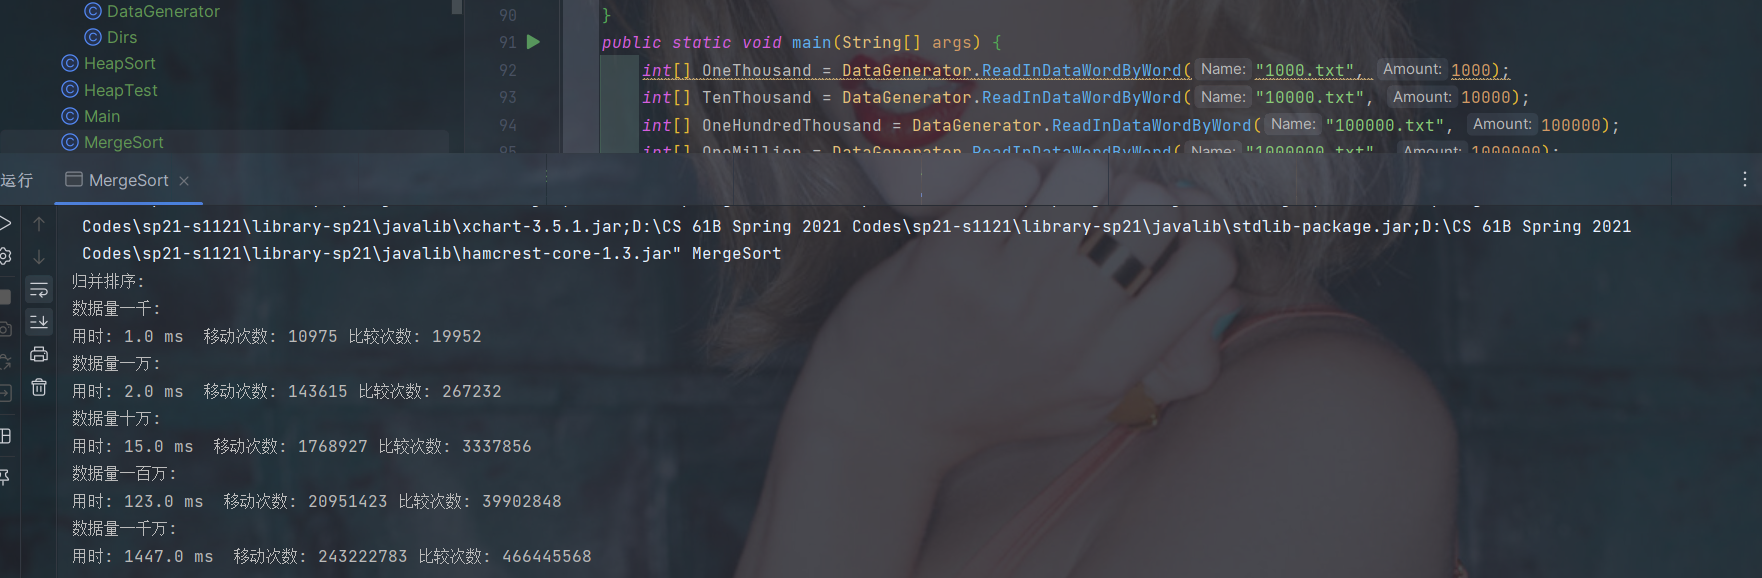 DataGenerator
Dirs
HeapSort
HeapTest
Main
MergeSort
90 }
91 public static void main(String[] args) {
92 int[] OneThousand = DataGenerator.ReadInDataWordByWord( Name: "1000.txt", Amount: 1000);
93 int[] TenThousand = DataGenerator.ReadInDataWordByWord( Name: "10000.txt", Amount: 10000);
94 int[] OneHundredThousand = DataGenerator.ReadInDataWordByWord( Name: "100000.txt", Amount: 100000);
95 int[] OneMillion = DataGenerator.ReadInDataWordByWord( Name: "1000000.txt", Amount: 1000000);
运行 MergeSort
Codes\sp21-s1121\library-sp21\javalib\xchart-3.5.1.jar;D:\CS 61B Spring 2021 Codes\sp21-s1121\library-sp21\javalib\stdlib-package.jar;D:\CS 61B Spring 2021
Codes\sp21-s1121\library-sp21\javalib\hamcrest-core-1.3.jar" MergeSort
归并排序:
数据量一千:
用时: 1.0 ms 移动次数: 10975 比较次数: 19952
数据量一万:
用时: 2.0 ms 移动次数: 143615 比较次数: 267232
数据量十万:
用时: 15.0 ms 移动次数: 1768927 比较次数: 3337856
数据量一百万:
用时: 123.0 ms 移动次数: 20951423 比较次数: 39902848
数据量一千万:
用时: 1447.0 ms 移动次数: 243222783 比较次数: 466445568